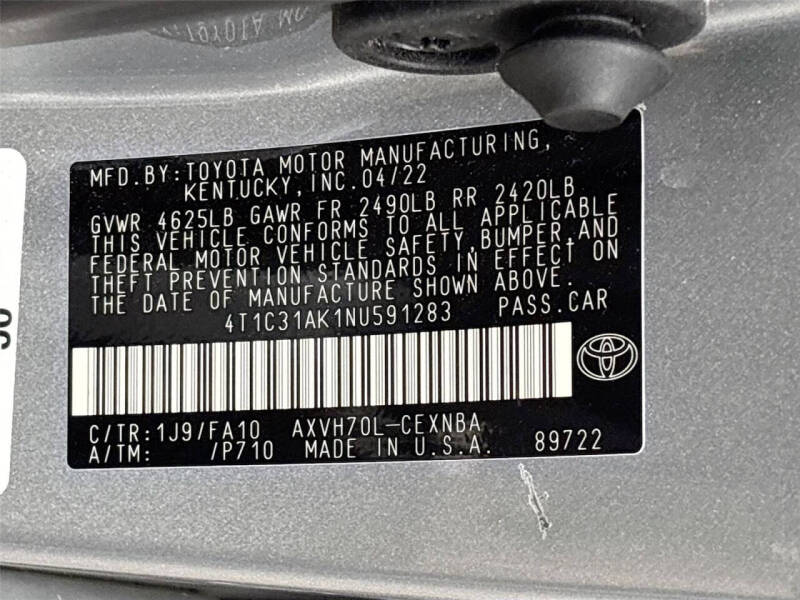 MFD.BY:TOYOTA MOTOR MANUFACTURING,
KENTUCKY,INC.04/22
GVWR 4625LB GAWR FR 2490LB RR 2420LB
THIS VEHICLE CONFORMS TO ALL APPLICABLE
FEDERAL MOTOR VEHICLE SAFETY,BUMPER,AND
THEFT PREVENTION STANDARDS IN EFFECT ON
THE DATE OF MANUFACTURE SHOWN ABOVE.
4T1C31AK1NU591283 PASS.CAR
C/TR:1J9/FA10 AXVH70L-CEXNBA
A/TM: /P710 MADE IN U.S.A. 89722